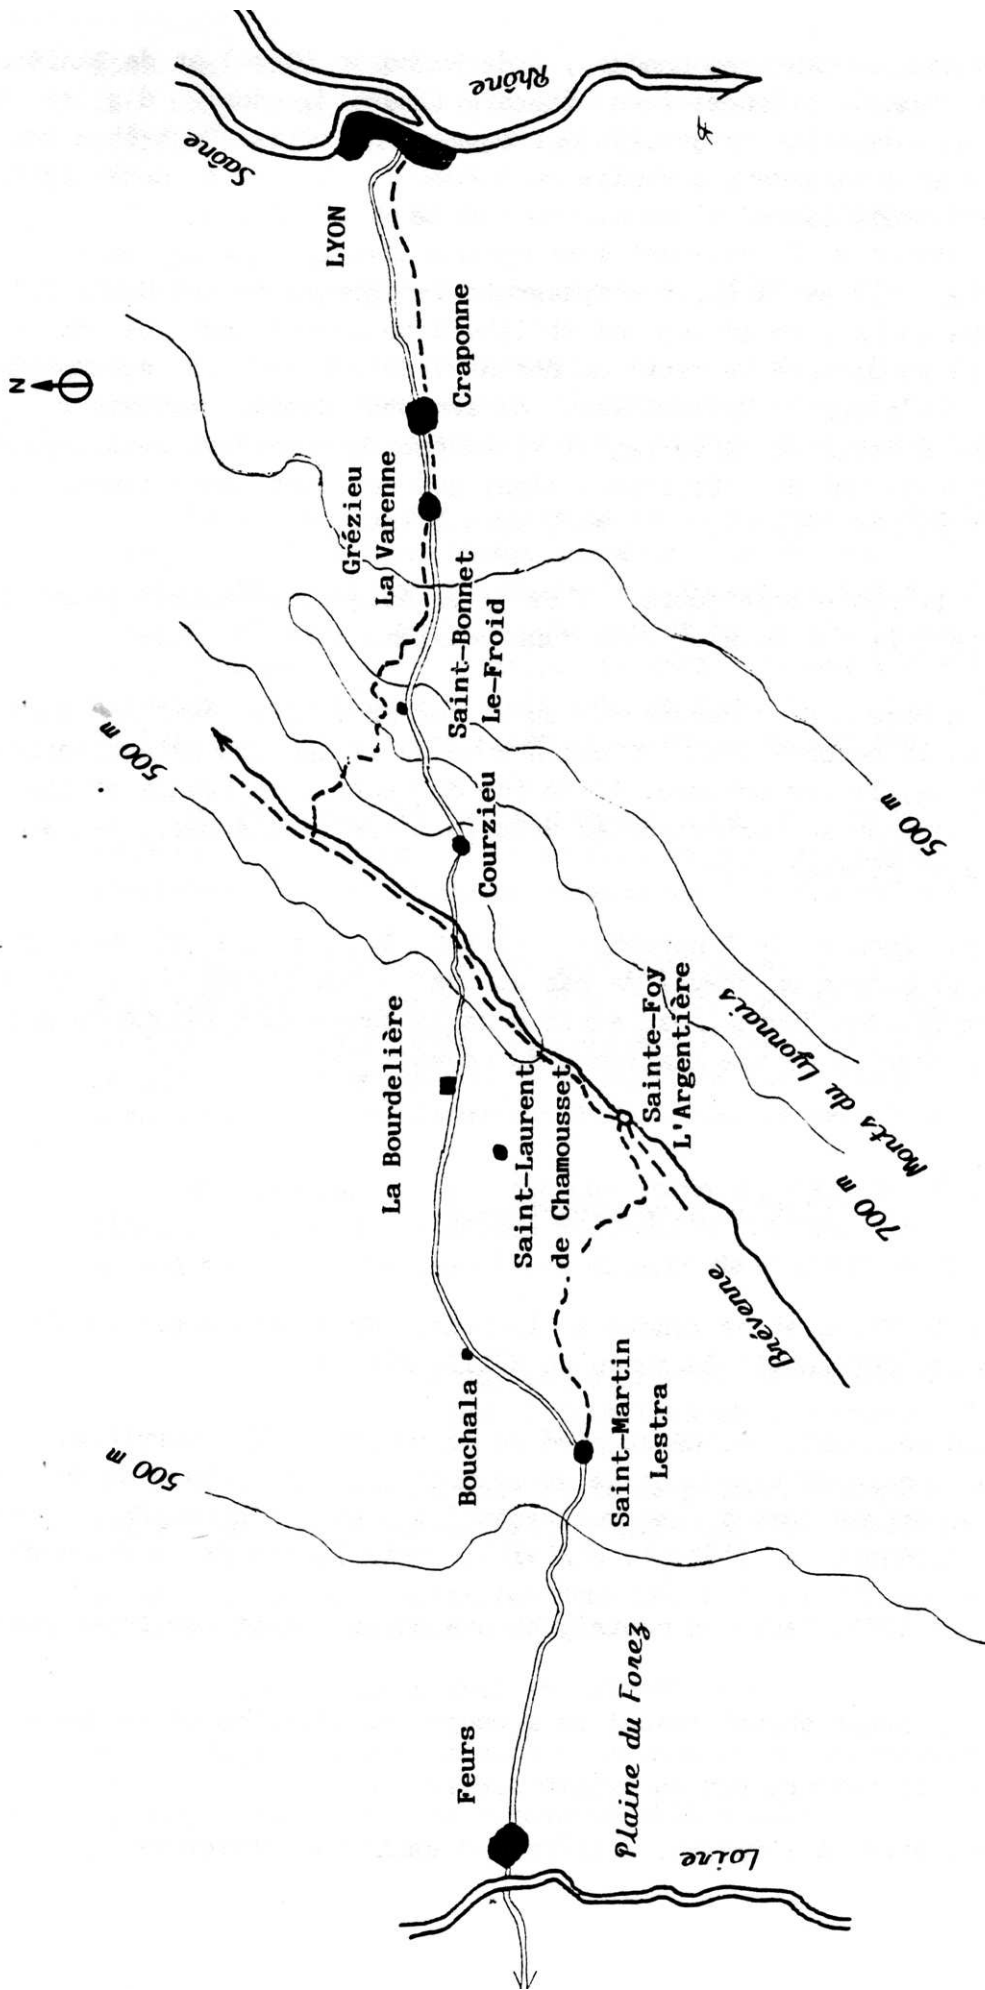 N
Saône
Rhône
LYON
Craponne
Grézieu
La Varenne
Saint-Bonnet
Le-Froid
500 m
500 m
Courzieu
La Bourdelière
Saint-Laurent
de Chamousset
Sainte-Foy
L'Argentière
Monts du Lyonnais
700 m
Brévenne
Bouchala
Saint-Martin
Lestra
500 m
Feurs
Plaine du Forez
Loire